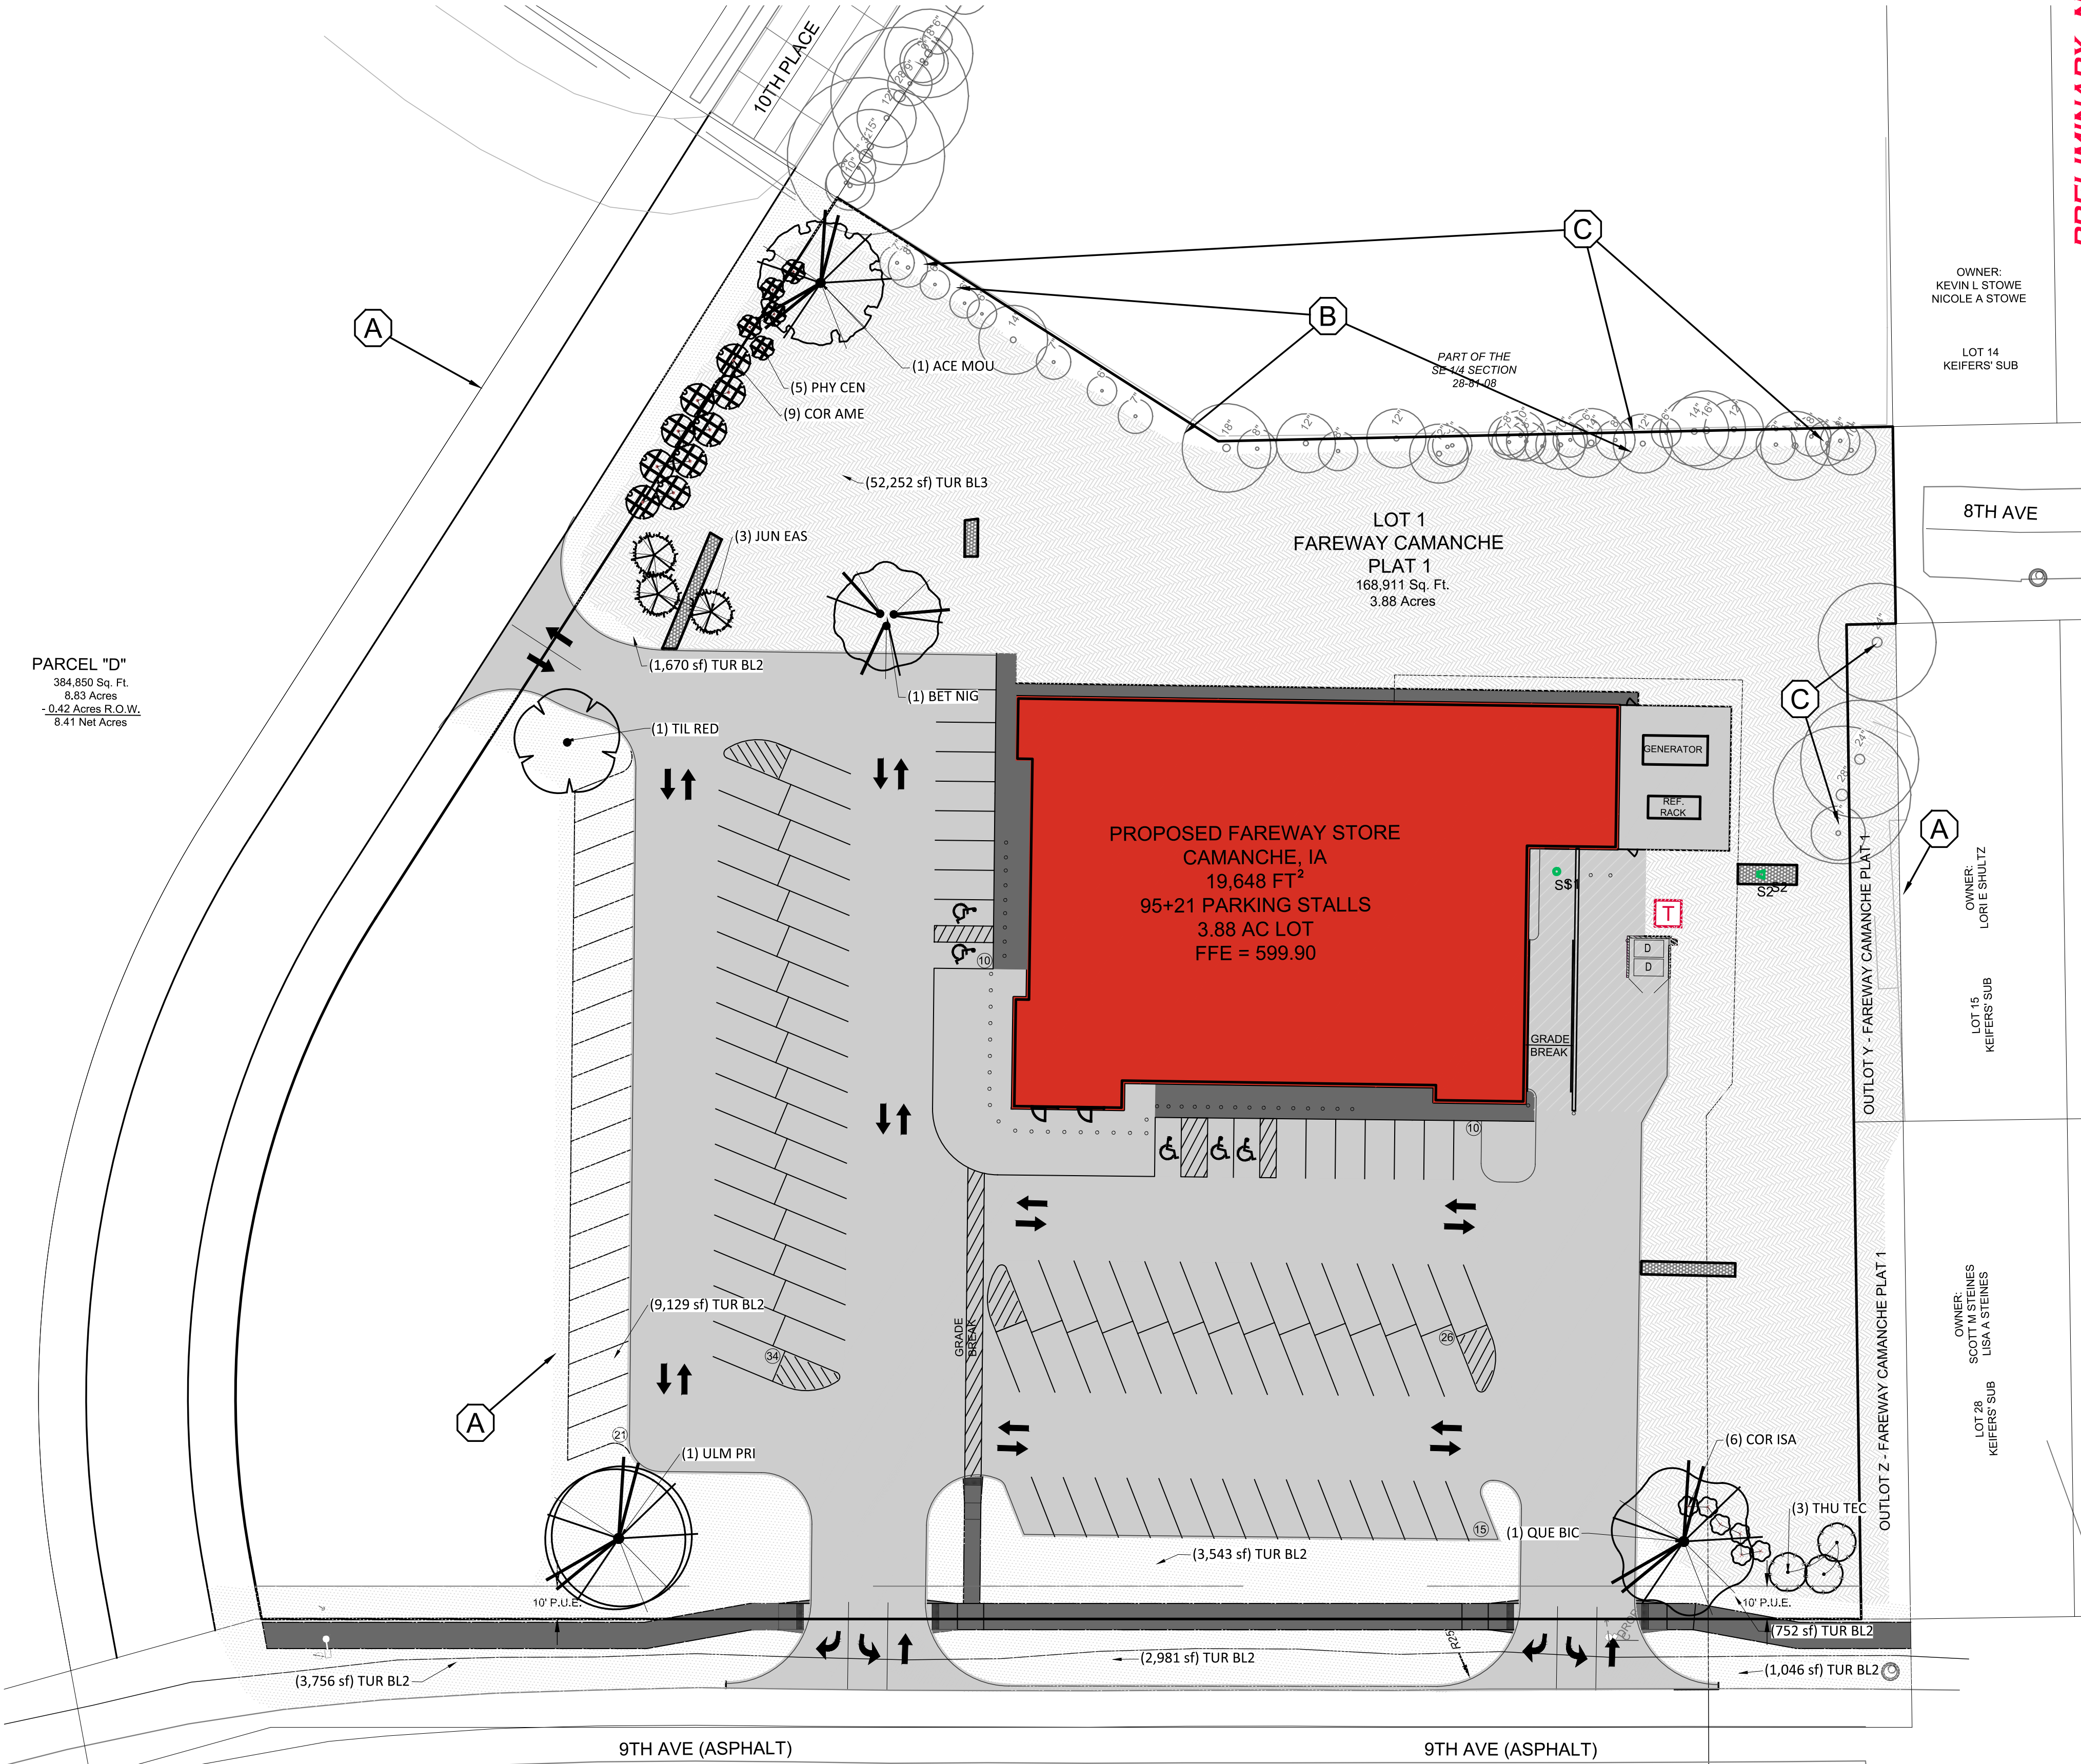 10TH PLACE
A
C
B
C
A
A
OWNER:
KEVIN L STOWE
NICOLE A STOWE
LOT 14
KEIFERS' SUB
PART OF THE
SE 1/4 SECTION
28-81-08
(1) ACE MOU
(5) PHY CEN
(9) COR AME
(52,252 sf) TUR BL3
(3) JUN EAS
LOT 1
FAREWAY CAMANCHE
PLAT 1
168,911 Sq. Ft.
3.88 Acres
8TH AVE
PARCEL "D"
384,850 Sq. Ft.
8.83 Acres
- 0.42 Acres R.O.W.
8.41 Net Acres
(1,670 sf) TUR BL2
(1) BET NIG
(1) TIL RED
GENERATOR
REF.
RACK
PROPOSED FAREWAY STORE
CAMANCHE, IA
19,648 FT²
95+21 PARKING STALLS
3.88 AC LOT
FFE = 599.90
S2
T
D
D
10
OUTLOT Y - FAREWAY CAMANCHE PLAT 1
OWNER:
LORI E SHULTZ
LOT 15
KEIFERS' SUB
GRADE
BREAK
10
(9,129 sf) TUR BL2
GRADE
BREAK
34
26
OWNER:
SCOTT M STEINES
LISA A STEINES
LOT 28
KEIFERS' SUB
OUTLOT Z - FAREWAY CAMANCHE PLAT 1
21
(1) ULM PRI
(6) COR ISA
(3) THU TEC
(1) QUE BIC
15
(3,543 sf) TUR BL2
10' P.U.E.
10' P.U.E.
(752 sf) TUR BL2
R25'
(3,756 sf) TUR BL2
(2,981 sf) TUR BL2
(1,046 sf) TUR BL2
9TH AVE (ASPHALT)
9TH AVE (ASPHALT)